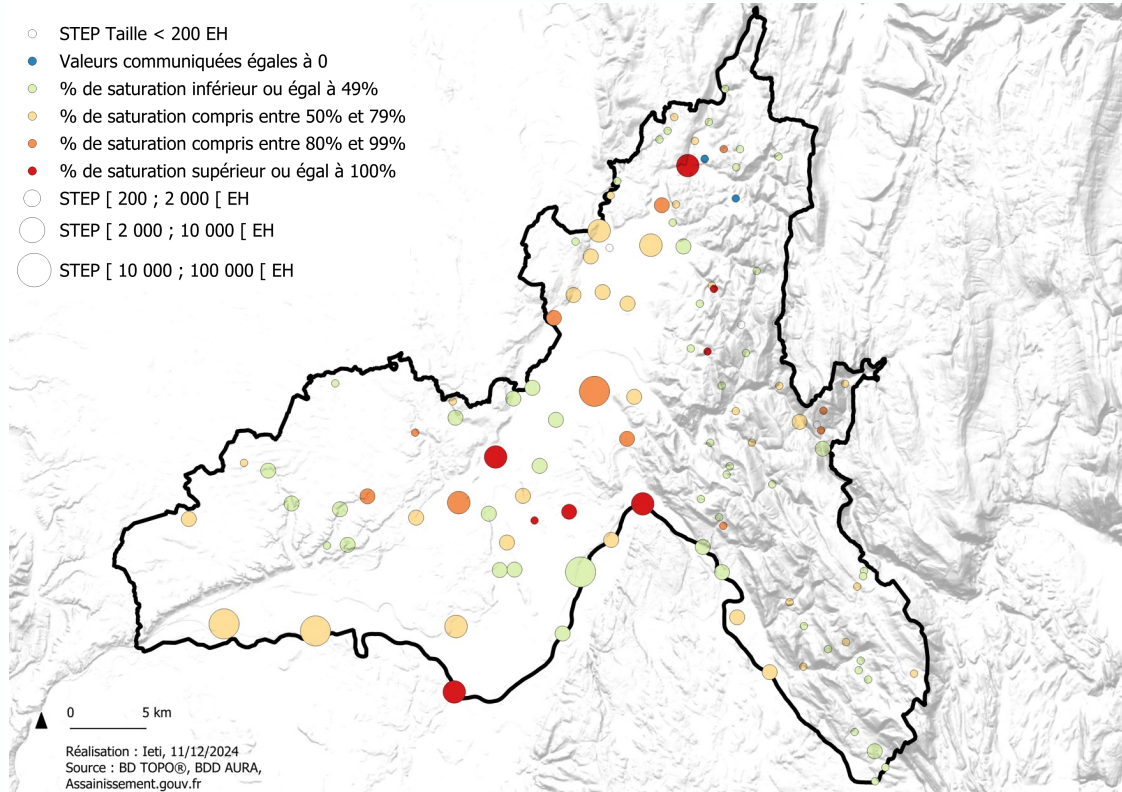 STEP Taille < 200 EH
Valeurs communiquées égales à 0
% de saturation inférieur ou égal à 49%
% de saturation compris entre 50% et 79%
% de saturation compris entre 80% et 99%
% de saturation supérieur ou égal à 100%
STEP [ 200 ; 2 000 [ EH
STEP [ 2 000 ; 10 000 [ EH
STEP [ 10 000 ; 100 000 [ EH
0 5 km
Réalisation : Ieti, 11/12/2024
Source : BD TOPO®, BDD AURA,
Assainissement.gouv.fr